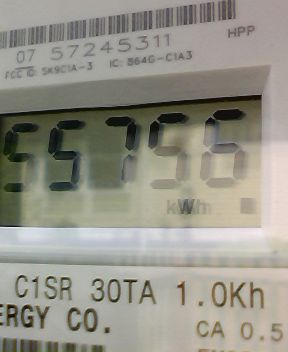 07 57245311
HPP
FCC ID: SK9C1A-3 IC: 864G-C1A3
55756
kWh
C1SR 30TA 1.0Kh
ERGY CO.
CA 0.5